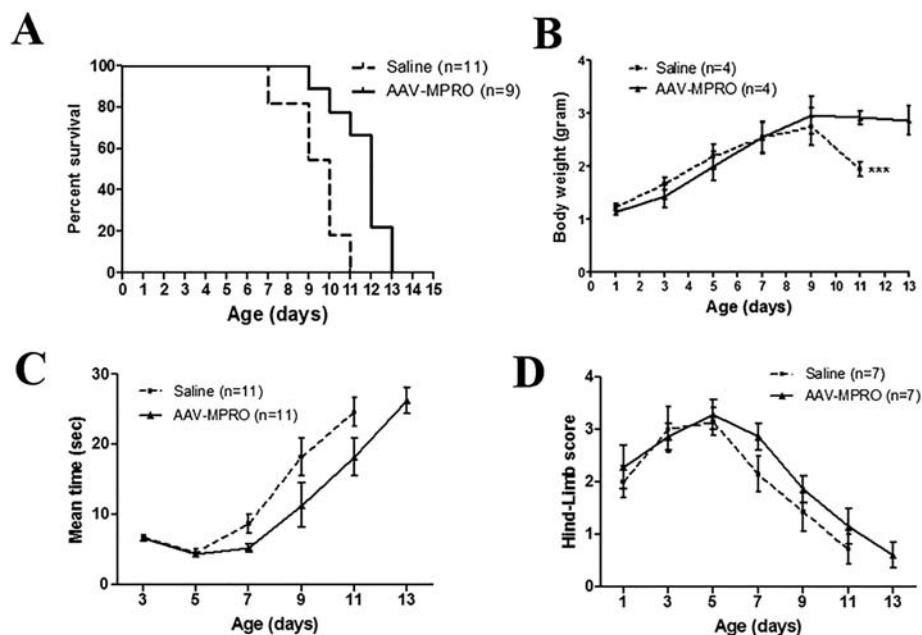 A
Percent survival
100
80
60
40
20
0
0 1 2 3 4 5 6 7 8 9 10 11 12 13 14 15
Age (days)
Saline (n=11)
AAV-MPRO (n=9)
B
Body weight (gram)
4
3
2
1
0
0 1 2 3 4 5 6 7 8 9 10 11 12 13
Age (days)
Saline (n=4)
AAV-MPRO (n=4)
***
C
Mean time (sec)
30
20
10
0
3 5 7 9 11 13
Age (days)
Saline (n=11)
AAV-MPRO (n=11)
D
Hind-Limb score
4
3
2
1
0
1 3 5 7 9 11 13
Age (days)
Saline (n=7)
AAV-MPRO (n=7)